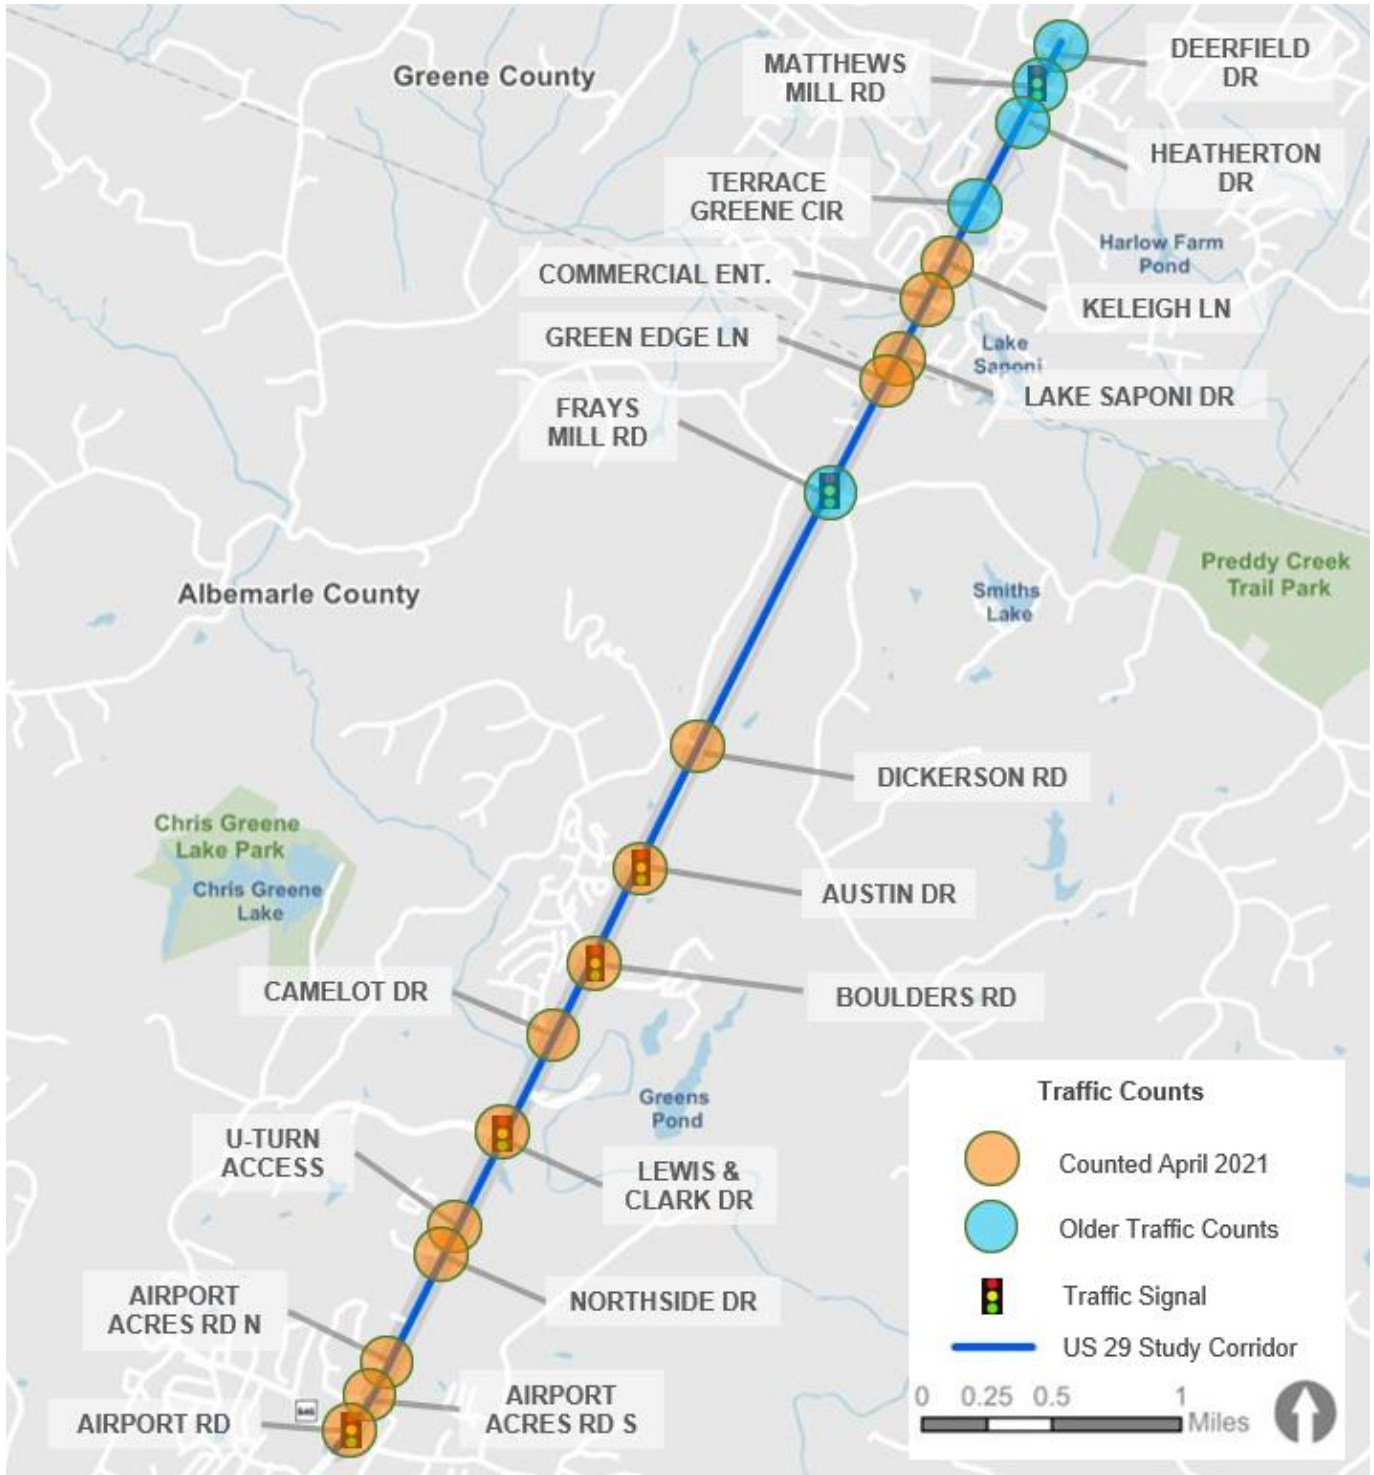 Greene County
MATTHEWS
MILL RD
DEERFIELD
DR
HEATHERTON
DR
TERRACE
GREENE CIR
Harlow Farm
Pond
COMMERCIAL ENT.
KELEIGH LN
GREEN EDGE LN
Lake
Saponi
LAKE SAPONI DR
FRAYS
MILL RD
Preddy Creek
Trail Park
Albemarle County
Smiths
Lake
DICKERSON RD
Chris Greene
Lake Park
Chris Greene
Lake
AUSTIN DR
CAMELOT DR
BOULDERS RD
Greens
Pond
U-TURN
ACCESS
LEWIS &
CLARK DR
AIRPORT
ACRES RD N
NORTHSIDE DR
AIRPORT RD
AIRPORT
ACRES RD S
Traffic Counts
Counted April 2021
Older Traffic Counts
Traffic Signal
US 29 Study Corridor
0 0.25 0.5 1
Miles